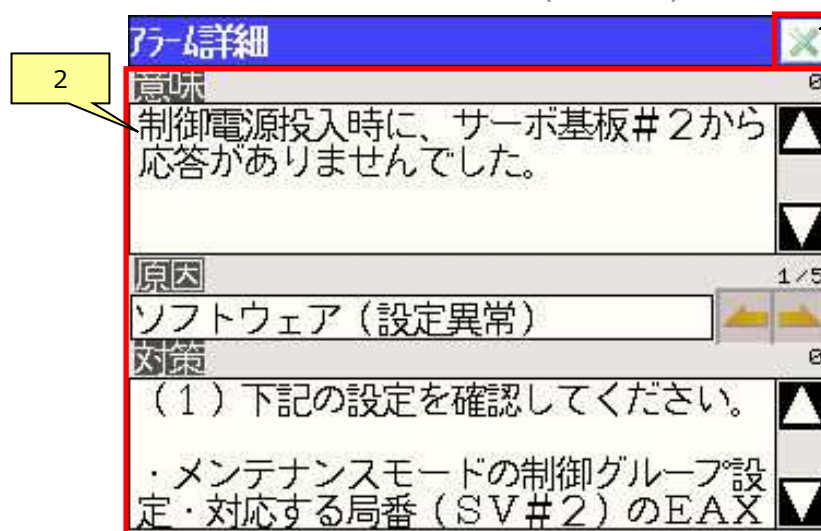 アラーム詳細
2
意味
0
制御電源投入時に、サーボ基板＃２から
応答がありませんでした。
原因
1/5
ソフトウェア（設定異常）
対策
0
（１）下記の設定を確認してください。
・メンテナンスモードの制御グループ設
定・対応する局番（ＳＶ＃２）のＥＡＸ